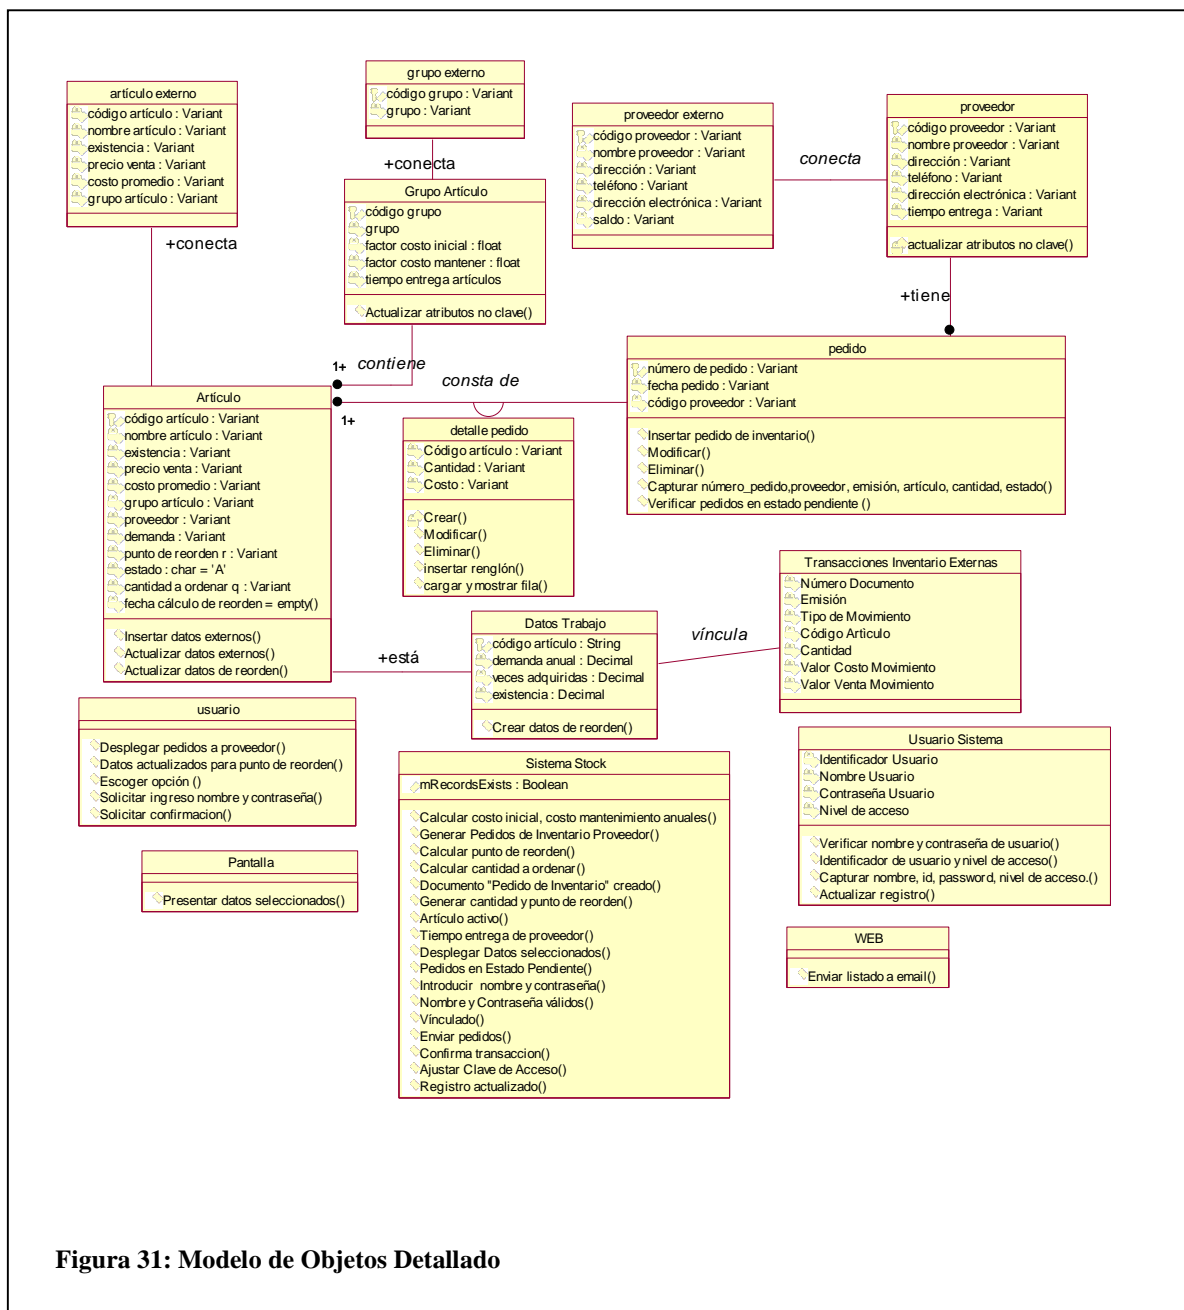 artículo externo
código artículo : Variant
nombre artículo : Variant
existencia : Variant
precio venta : Variant
costo promedio : Variant
grupo artículo : Variant
+conecta
grupo externo
código grupo : Variant
grupo : Variant
+conecta
Grupo Artículo
código grupo
grupo
factor costo inicial : float
factor costo mantener : float
tiempo entrega artículos
Actualizar atributos no clave()
proveedor externo
código proveedor : Variant
nombre proveedor : Variant
dirección : Variant
teléfono : Variant
dirección electrónica : Variant
saldo : Variant
conecta
proveedor
código proveedor : Variant
nombre proveedor : Variant
dirección : Variant
teléfono : Variant
dirección electrónica : Variant
tiempo entrega : Variant
actualizar atributos no clave()
+tiene
1+
contiene
consta de
1+
pedido
número de pedido : Variant
fecha pedido : Variant
código proveedor : Variant
Insertar pedido de inventario()
Modificar()
Eliminar()
Capturar número_pedido,proveedor, emisión, artículo, cantidad, estado()
Verificar pedidos en estado pendiente ()
Artículo
código artículo : Variant
nombre artículo : Variant
existencia : Variant
precio venta : Variant
costo promedio : Variant
grupo artículo : Variant
proveedor : Variant
demanda : Variant
punto de reorden r : Variant
estado : char = 'A'
cantidad a ordenar q : Variant
fecha cálculo de reorden = empty()
Insertar datos externos()
Actualizar datos externos()
Actualizar datos de reorden()
detalle pedido
Código artículo : Variant
Cantidad : Variant
Costo : Variant
Crear()
Modificar()
Eliminar()
insertar renglón()
cargar y mostrar fila()
+está
Datos Trabajo
código artículo : String
demanda anual : Decimal
veces adquiridas : Decimal
existencia : Decimal
Crear datos de reorden()
víncula
Transacciones Inventario Externas
Número Documento
Emisión
Tipo de Movimiento
Código Artìculo
Cantidad
Valor Costo Movimiento
Valor Venta Movimiento
usuario
Desplegar pedidos a proveedor()
Datos actualizados para punto de reorden()
Escoger opción ()
Solicitar ingreso nombre y contraseña()
Solicitar confirmacion()
Pantalla
Presentar datos seleccionados()
Sistema Stock
mRecordsExists : Boolean
Calcular costo inicial, costo mantenimiento anuales()
Generar Pedidos de Inventario Proveedor()
Calcular punto de reorden()
Calcular cantidad a ordenar()
Documento "Pedido de Inventario" creado()
Generar cantidad y punto de reorden()
Artículo activo()
Tiempo entrega de proveedor()
Desplegar Datos seleccionados()
Pedidos en Estado Pendiente()
Introducir nombre y contraseña()
Nombre y Contraseña válidos()
Vínculado()
Enviar pedidos()
Confirma transaccion()
Ajustar Clave de Acceso()
Registro actualizado()
Usuario Sistema
Identificador Usuario
Nombre Usuario
Contraseña Usuario
Nivel de acceso
Verificar nombre y contraseña de usuario()
Identificador de usuario y nivel de acceso()
Capturar nombre, id, password, nivel de acceso.()
Actualizar registro()
WEB
Enviar listado a email()
Figura 31: Modelo de Objetos Detallado